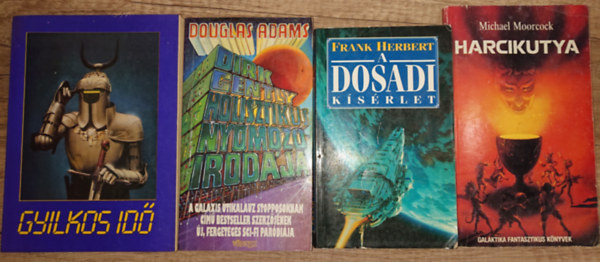 GYILKOS IDŐ
DOUGLAS ADAMS
DIRK
GENTLY
HOLISZTIKUS
NYOMOZÓ
IRODÁJA
A GALAXIS ÚTIKALAUZ STOPPOSOKNAK
CÍMŰ BESTSELLER SZERZŐJÉNEK
ÚJ, FERGETEGES SCI-FI PARÓDIÁJA
FRANK HERBERT
A
DOSADI
KÍSÉRLET
Michael Moorcock
HARCIKUTYA
GALAKTIKA FANTASZTIKUS KÖNYVEK